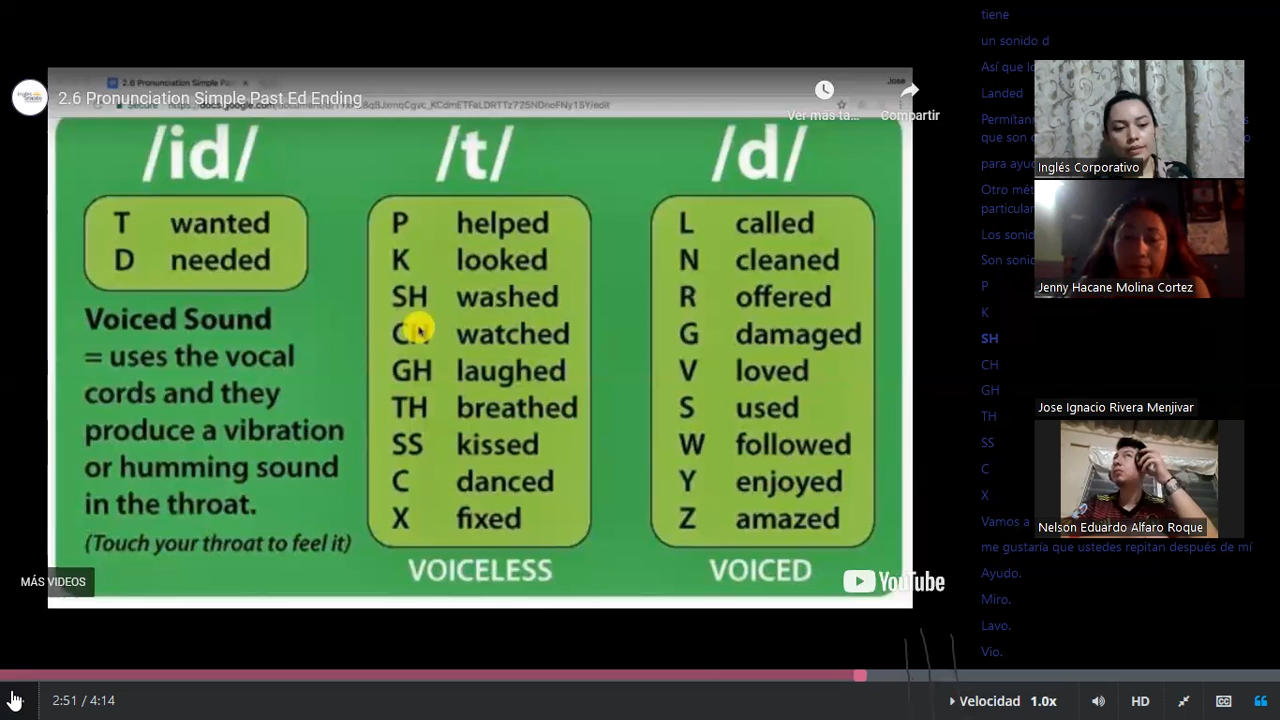 2.6 Pronunciation Simple Past Ed Ending
Ver mas ta...
Compartir
/id/
T wanted
D needed
Voiced Sound
= uses the vocal
cords and they
produce a vibration
or humming sound
in the throat.
(Touch your throat to feel it)
/t/
P helped
K looked
SH washed
CH watched
GH laughed
TH breathed
SS kissed
C danced
X fixed
VOICELESS
/d/
L called
N cleaned
R offered
G damaged
V loved
S used
W followed
Y enjoyed
Z amazed
VOICED
MÁS VIDEOS
YouTube
tiene
un sonido d
Así que lo
Landed
Permítan
que son
para ayu
Otro mét
particular
Los sonid
Son sonid
P
K
SH
CH
GH
TH
SS
C
X
Vamos a
me gustaría que ustedes repitan después de mí
Ayudo.
Miro.
Lavo.
Vio.
Inglés Corporativo
Jenny Hacane Molina Cortez
Jose Ignacio Rivera Menjivar
Nelson Eduardo Alfaro Roque
2:51 / 4:14
Velocidad 1.0x
HD
CC